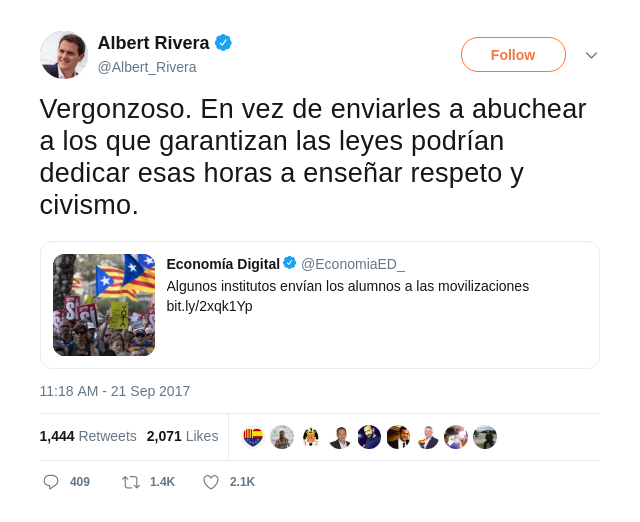 Albert Rivera
@Albert_Rivera
Follow
Vergonzoso. En vez de enviarles a abuchear
a los que garantizan las leyes podrían
dedicar esas horas a enseñar respeto y
civismo.
Economía Digital @EconomiaED_
Algunos institutos envían los alumnos a las movilizaciones
bit.ly/2xqk1Yp
11:18 AM - 21 Sep 2017
1,444 Retweets 2,071 Likes
409 1.4K 2.1K